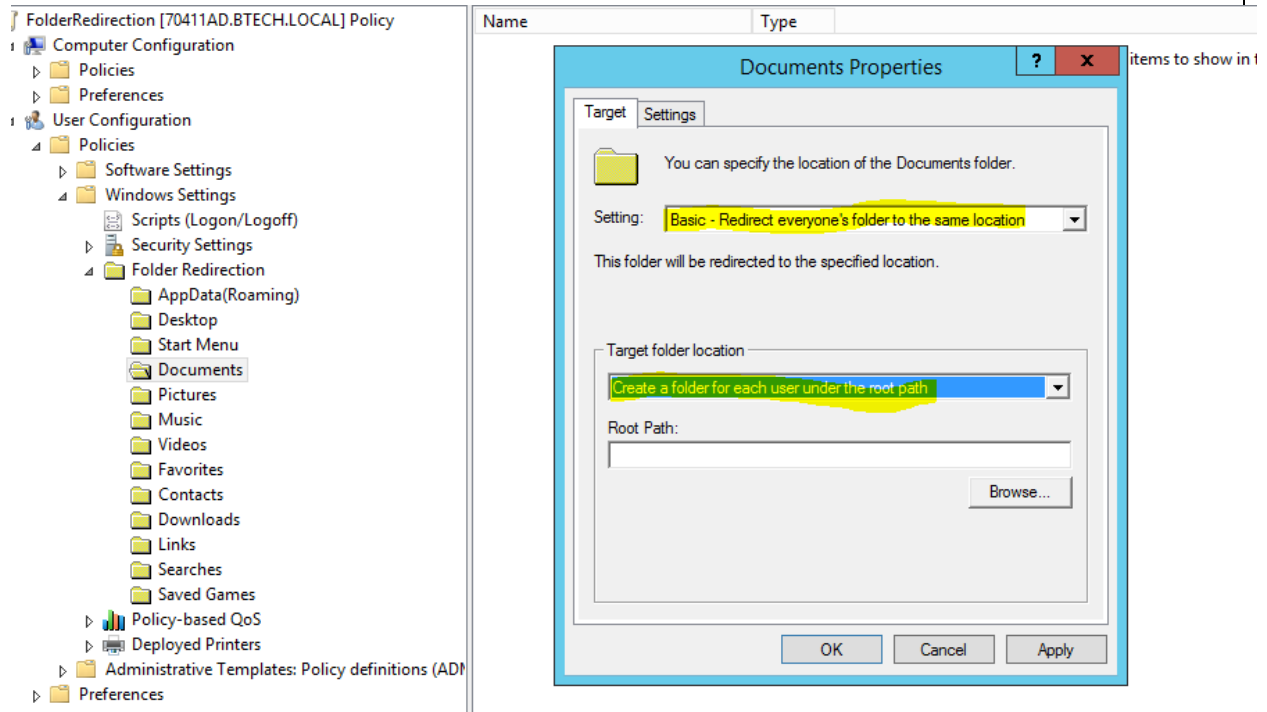 FolderRedirection [70411AD.BTECH.LOCAL] Policy
Computer Configuration
Policies
Preferences
User Configuration
Policies
Software Settings
Windows Settings
Scripts (Logon/Logoff)
Security Settings
Folder Redirection
AppData(Roaming)
Desktop
Start Menu
Documents
Pictures
Music
Videos
Favorites
Contacts
Downloads
Links
Searches
Saved Games
Policy-based QoS
Deployed Printers
Administrative Templates: Policy definitions (ADM
Preferences
Name Type
items to show in t
Documents Properties ? x
Target Settings
You can specify the location of the Documents folder.
Setting: Basic - Redirect everyone's folder to the same location
This folder will be redirected to the specified location.
Target folder location
Create a folder for each user under the root path
Root Path:
Browse...
OK Cancel Apply